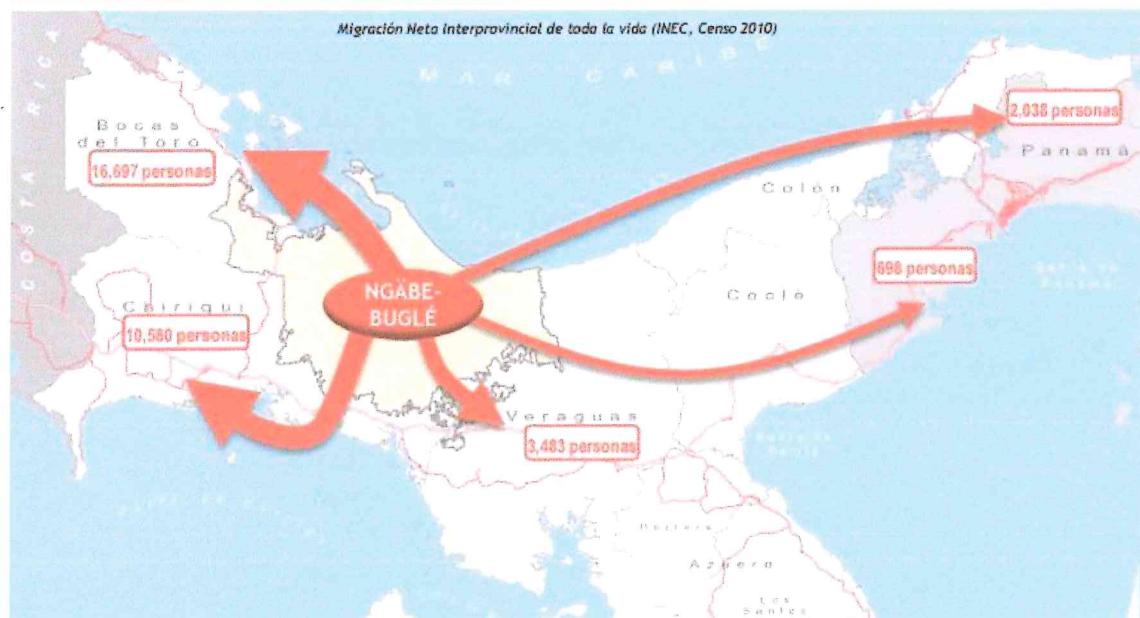 Migración Neta interprovincial de toda la vida (INEC, Censo 2010)
MAR CARIBE
COSTA RICA
Bocas
del Toro
16,697 personas
2,038 personas
Panamá
Colón
698 personas
NGÄBE-
BUGLÉ
Coclé
Chiriquí
10,580 personas
Veraguas
3,483 personas
Herrera
Azuero
Los
Santos